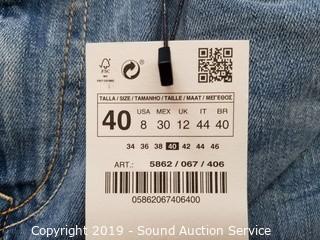 FSC
TALLA / SIZE / TAMANHO / TAILLE / MAAT / ΜΕΓΕΘΟΣ
40 USA MEX UK IT BR
8 30 12 44 40
34 36 38 40 42 44 46
ART.: 5862 / 067 / 406
05862067406400
Copyright 2019 - Sound Auction Service